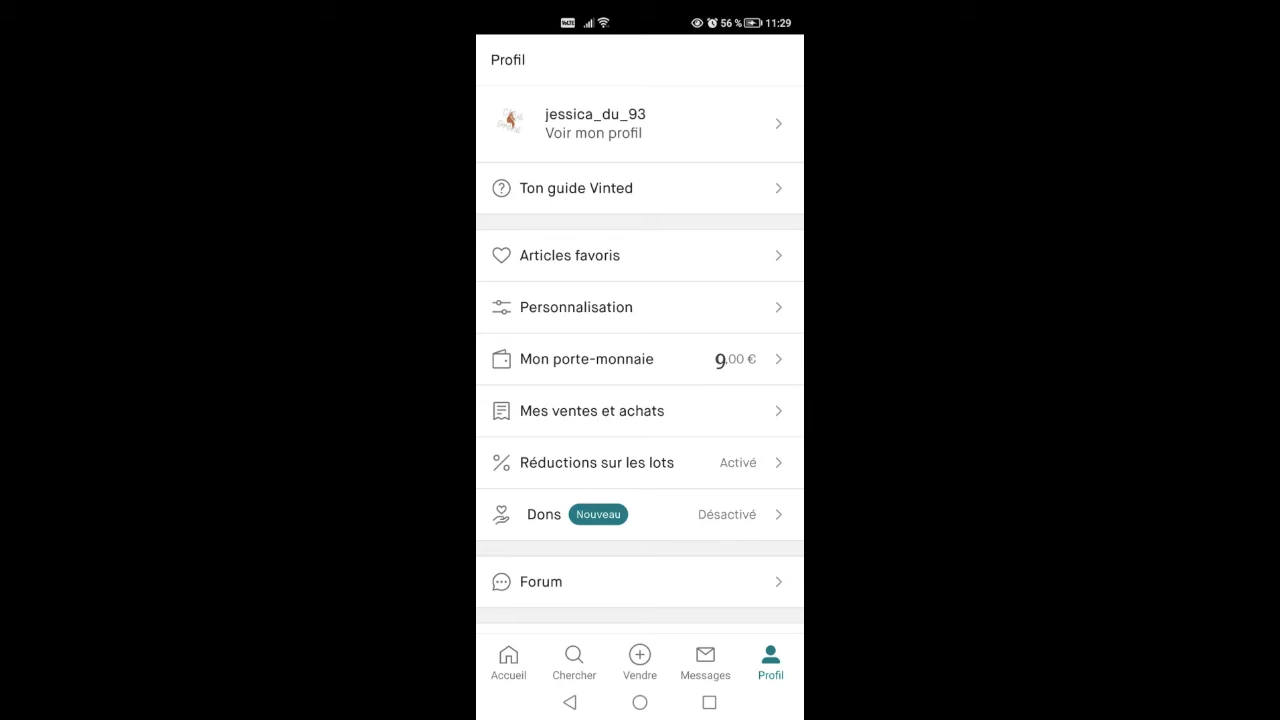 VoLTE 56 % 11:29
Profil
jessica_du_93
Voir mon profil
Ton guide Vinted
Articles favoris
Personnalisation
Mon porte-monnaie 9,00 €
Mes ventes et achats
Réductions sur les lots Activé
Dons Nouveau Désactivé
Forum
Accueil Chercher Vendre Messages Profil